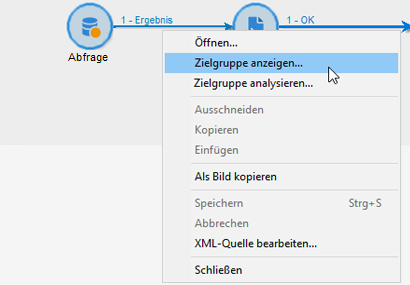 1 - Ergebnis
1 - OK
Abfrage
Öffnen...
Zielgruppe anzeigen...
Zielgruppe analysieren...
Ausschneiden
Kopieren
Einfügen
Als Bild kopieren
Speichern Strg+S
Abbrechen
XML-Quelle bearbeiten...
Schließen